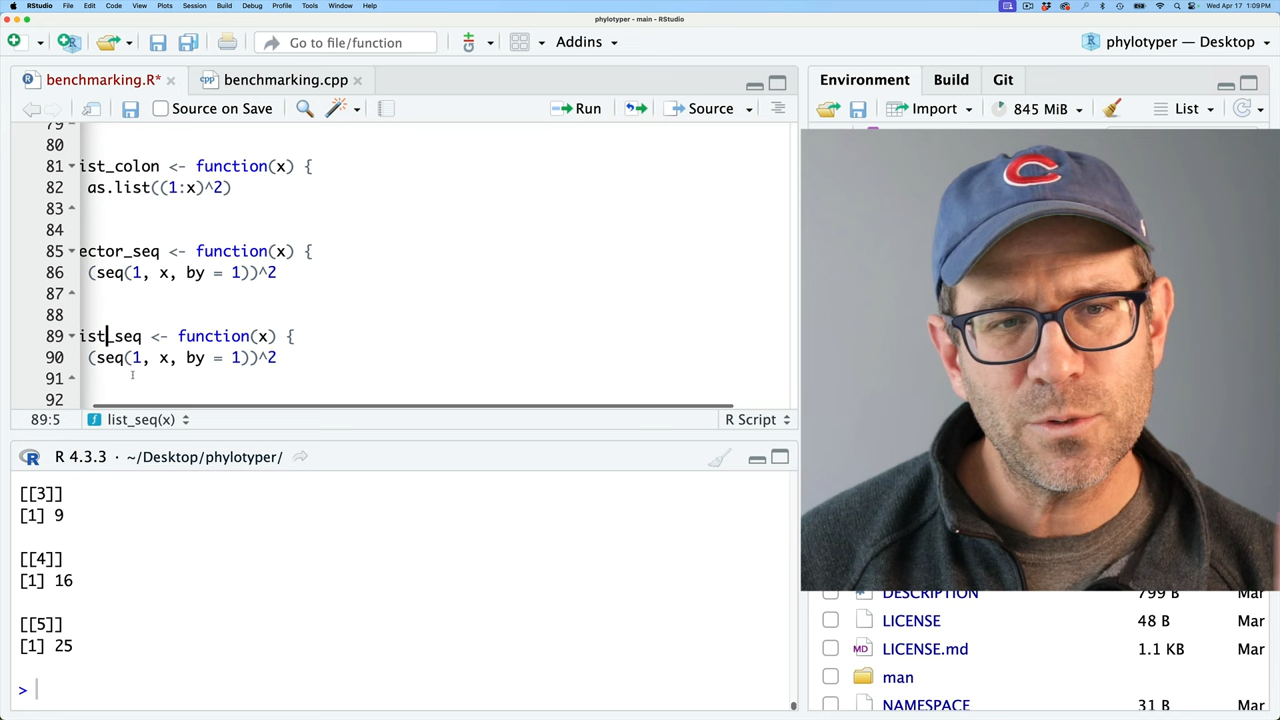 RStudio File Edit Code View Plots Session Build Debug Profile Tools Window Help Wed Apr 17 1:09 PM
phylotyper - main - RStudio
Go to file/function Addins phylotyper — Desktop
benchmarking.R* benchmarking.cpp
Source on Save Run Source
79
80
81 ist_colon <- function(x) {
82 as.list((1:x)^2)
83
84
85 ector_seq <- function(x) {
86 (seq(1, x, by = 1))^2
87
88
89 ist_seq <- function(x) {
90 (seq(1, x, by = 1))^2
91
92
89:5 list_seq(x) R Script
R 4.3.3 · ~/Desktop/phylotyper/
[[3]]
[1] 9
[[4]]
[1] 16
[[5]]
[1] 25
>
Environment Build Git
Import 845 MiB List
C
DESCRIPTION 799 B Mar
LICENSE 48 B Mar
LICENSE.md 1.1 KB Mar
man
NAMESPACE 31 B Mar